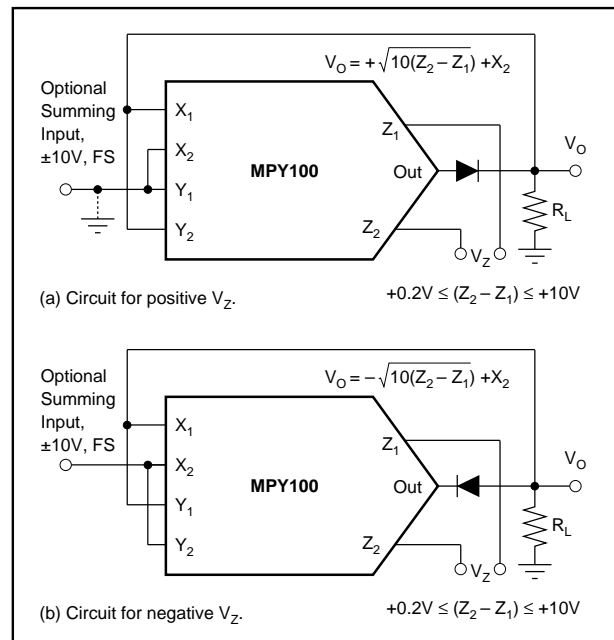 V_O = +√10(Z₂ – Z₁) +X₂
Optional
Summing
Input,
±10V, FS
X₁
X₂
Y₁
Y₂
MPY100
Z₁
Out
Z₂
V_Z
V_O
R_L
(a) Circuit for positive V_Z.
+0.2V ≤ (Z₂ – Z₁) ≤ +10V
V_O = –√10(Z₂ – Z₁) +X₂
Optional
Summing
Input,
±10V, FS
X₁
X₂
Y₁
Y₂
MPY100
Z₁
Out
Z₂
V_Z
V_O
R_L
(b) Circuit for negative V_Z.
+0.2V ≤ (Z₂ – Z₁) ≤ +10V